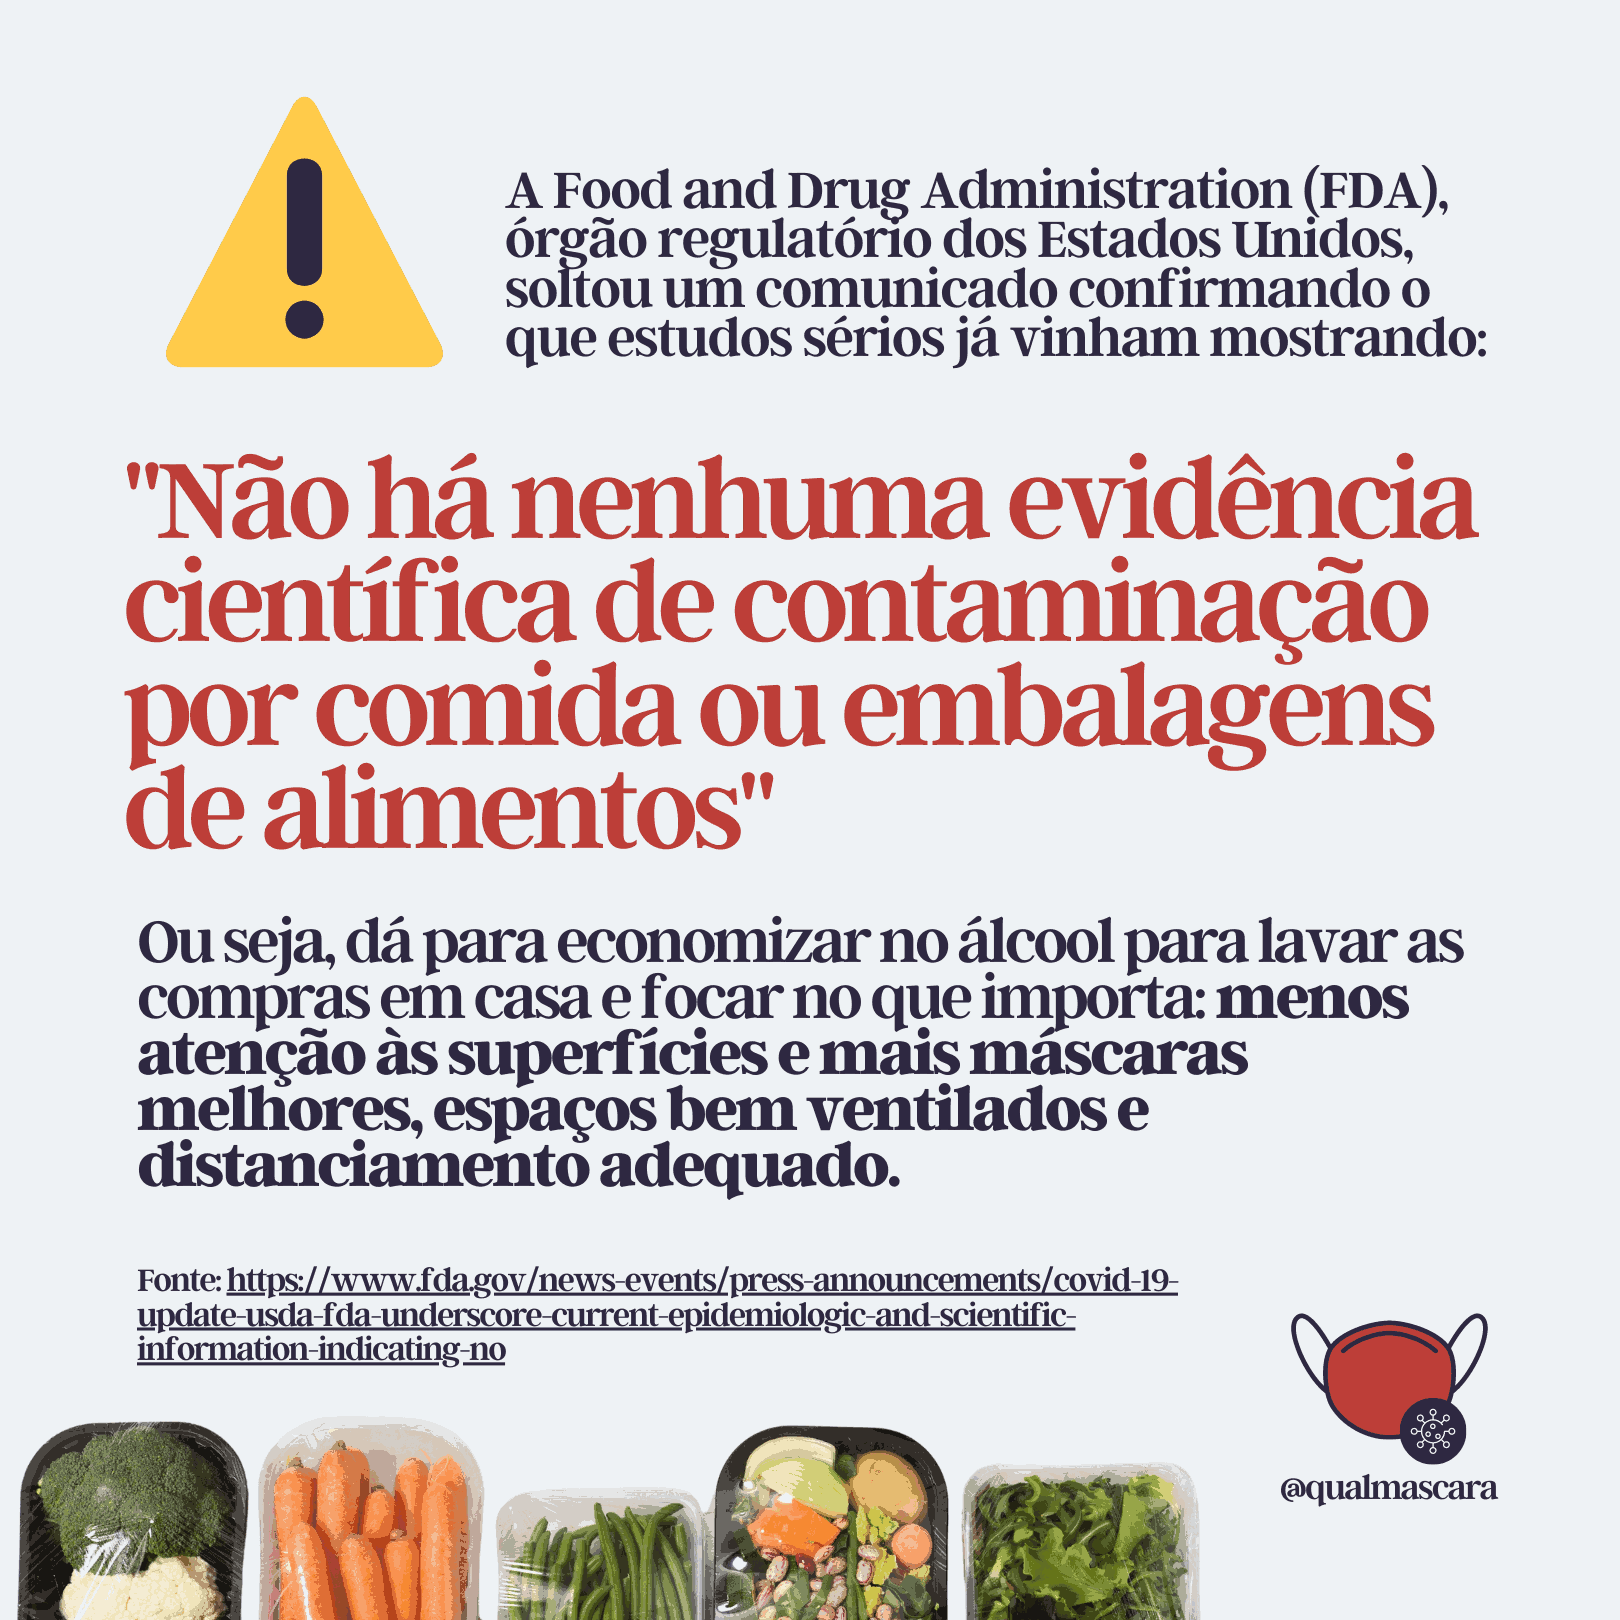 A Food and Drug Administration (FDA),
órgão regulatório dos Estados Unidos,
soltou um comunicado confirmando o
que estudos sérios já vinham mostrando:
"Não há nenhuma evidência
científica de contaminação
por comida ou embalagens
de alimentos"
Ou seja, dá para economizar no álcool para lavar as
compras em casa e focar no que importa: menos
atenção às superfícies e mais máscaras
melhores, espaços bem ventilados e
distanciamento adequado.
Fonte: https://www.fda.gov/news-events/press-announcements/covid-19-
update-usda-fda-underscore-current-epidemiologic-and-scientific-
information-indicating-no
@qualmascara